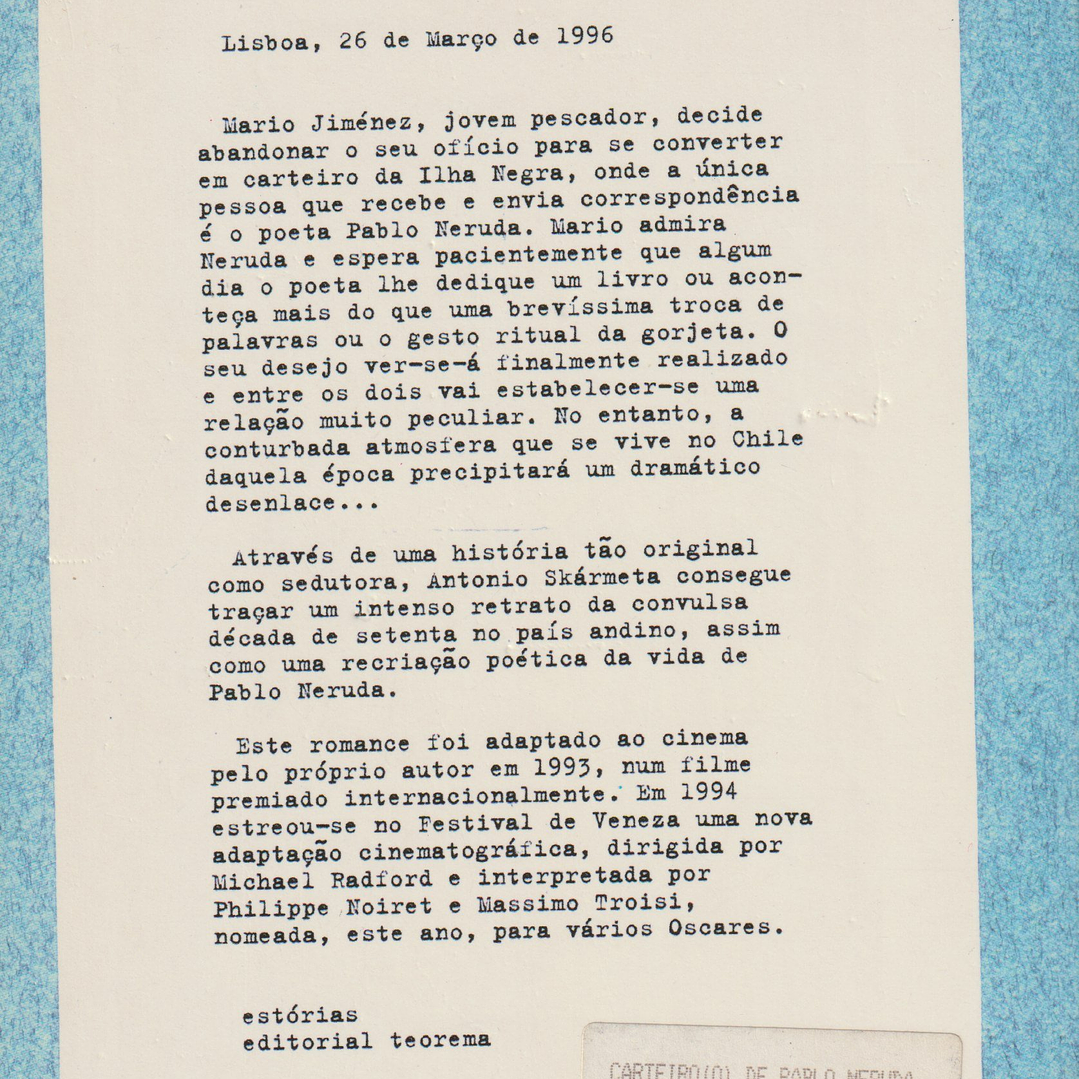 Lisboa, 26 de Março de 1996
Mario Jiménez, jovem pescador, decide
abandonar o seu ofício para se converter
em carteiro da Ilha Negra, onde a única
pessoa que recebe e envia correspondência
é o poeta Pablo Neruda. Mario admira
Neruda e espera pacientemente que algum
dia o poeta lhe dedique um livro ou acon-
teça mais do que uma brevíssima troca de
palavras ou o gesto ritual da gorjeta. O
seu desejo ver-se-á finalmente realizado
e entre os dois vai estabelecer-se uma
relação muito peculiar. No entanto, a
conturbada atmosfera que se vive no Chile
daquela época precipitará um dramático
desenlace...
Através de uma história tão original
como sedutora, Antonio Skármeta consegue
traçar um intenso retrato da convulsa
década de setenta no país andino, assim
como uma recriação poética da vida de
Pablo Neruda.
Este romance foi adaptado ao cinema
pelo próprio autor em 1993, num filme
premiado internacionalmente. Em 1994
estreou-se no Festival de Veneza uma nova
adaptação cinematográfica, dirigida por
Michael Radford e interpretada por
Philippe Noiret e Massimo Troisi,
nomeada, este ano, para vários Oscares.
estórias
editorial teorema
CARTEIRO(O) DE PABLO NERUDA